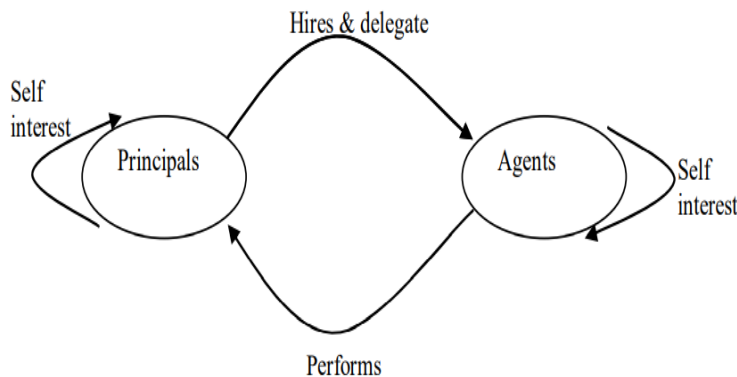 Hires & delegate
Self
interest
Principals
Agents
Self
interest
Performs